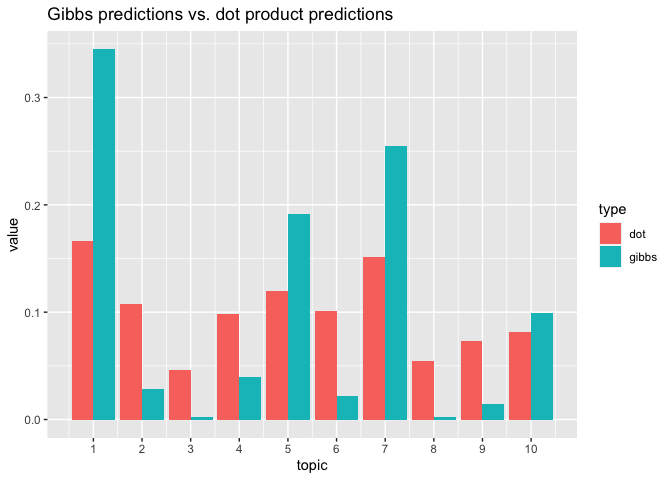 Gibbs predictions vs. dot product predictions
value
0.3
0.2
0.1
0.0
1 2 3 4 5 6 7 8 9 10
topic
type
dot
gibbs